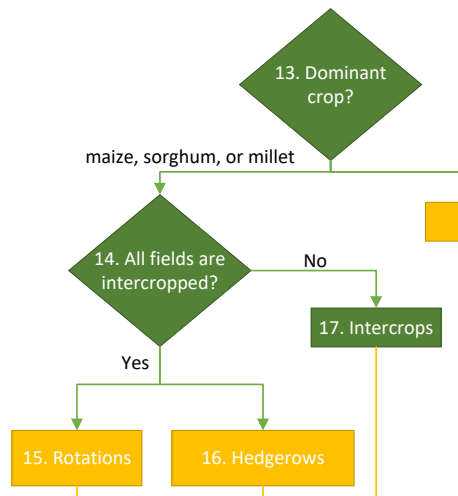 13. Dominant
crop?
maize, sorghum, or millet
14. All fields are
intercropped?
No
17. Intercrops
Yes
15. Rotations
16. Hedgerows